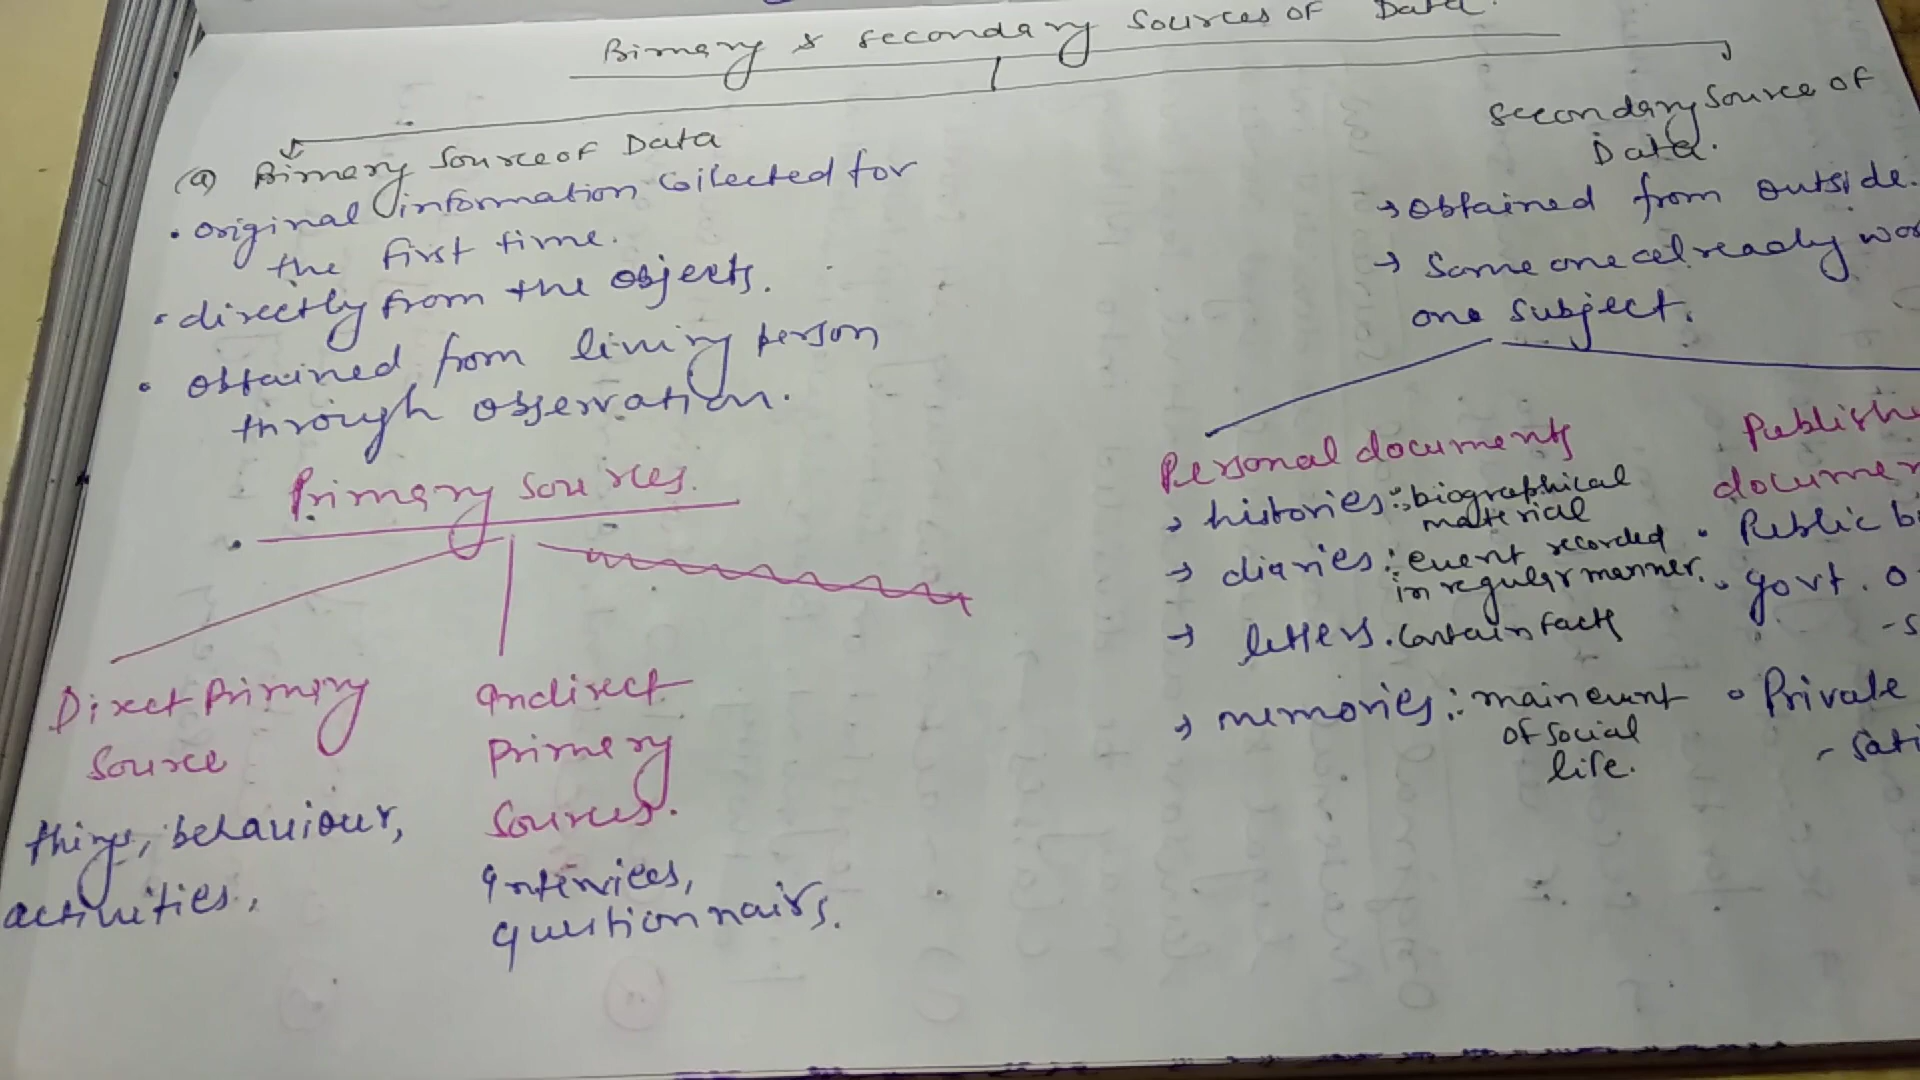 Primary & secondary Sources of Data.
(a) Primary Source of Data
• original information collected for
the first time.
• directly from the objects.
• obtained from living person
through observation.
Primary sources.
Direct Primary
Source
things, behaviour,
activities,
Indirect
Primary
Sources.
questionnairs.
Secondary Source of
Data.
→ obtained from outside.
→ Some one already
one subject.
Personal documents
→ histories: biographical
material
→ diaries: event recorded
in regular manner.
→ letters. Contain facts
→ memories: main event
of social
life.
• Public
• govt.
• Private